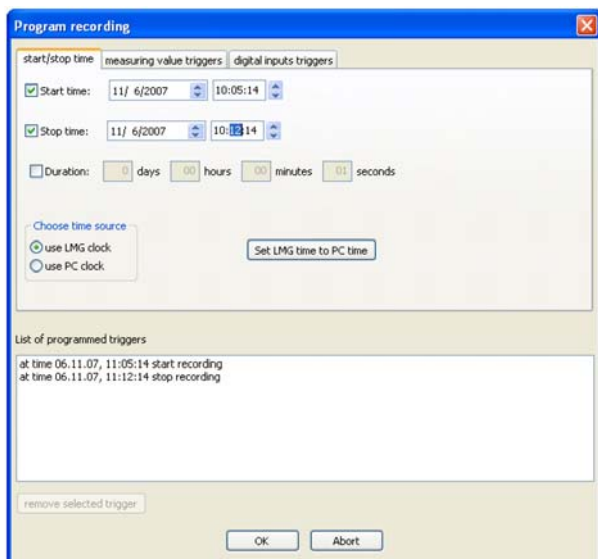 Program recording
start/stop time measuring value triggers digital inputs triggers
Start time: 11/ 6/2007 10:05:14
Stop time: 11/ 6/2007 10:12:14
Duration: 0 days 00 hours 00 minutes 01 seconds
Choose time source
use LMG clock
Set LMG time to PC time
use PC clock
List of programmed triggers
at time 06.11.07, 11:05:14 start recording
at time 06.11.07, 11:12:14 stop recording
remove selected trigger
OK Abort